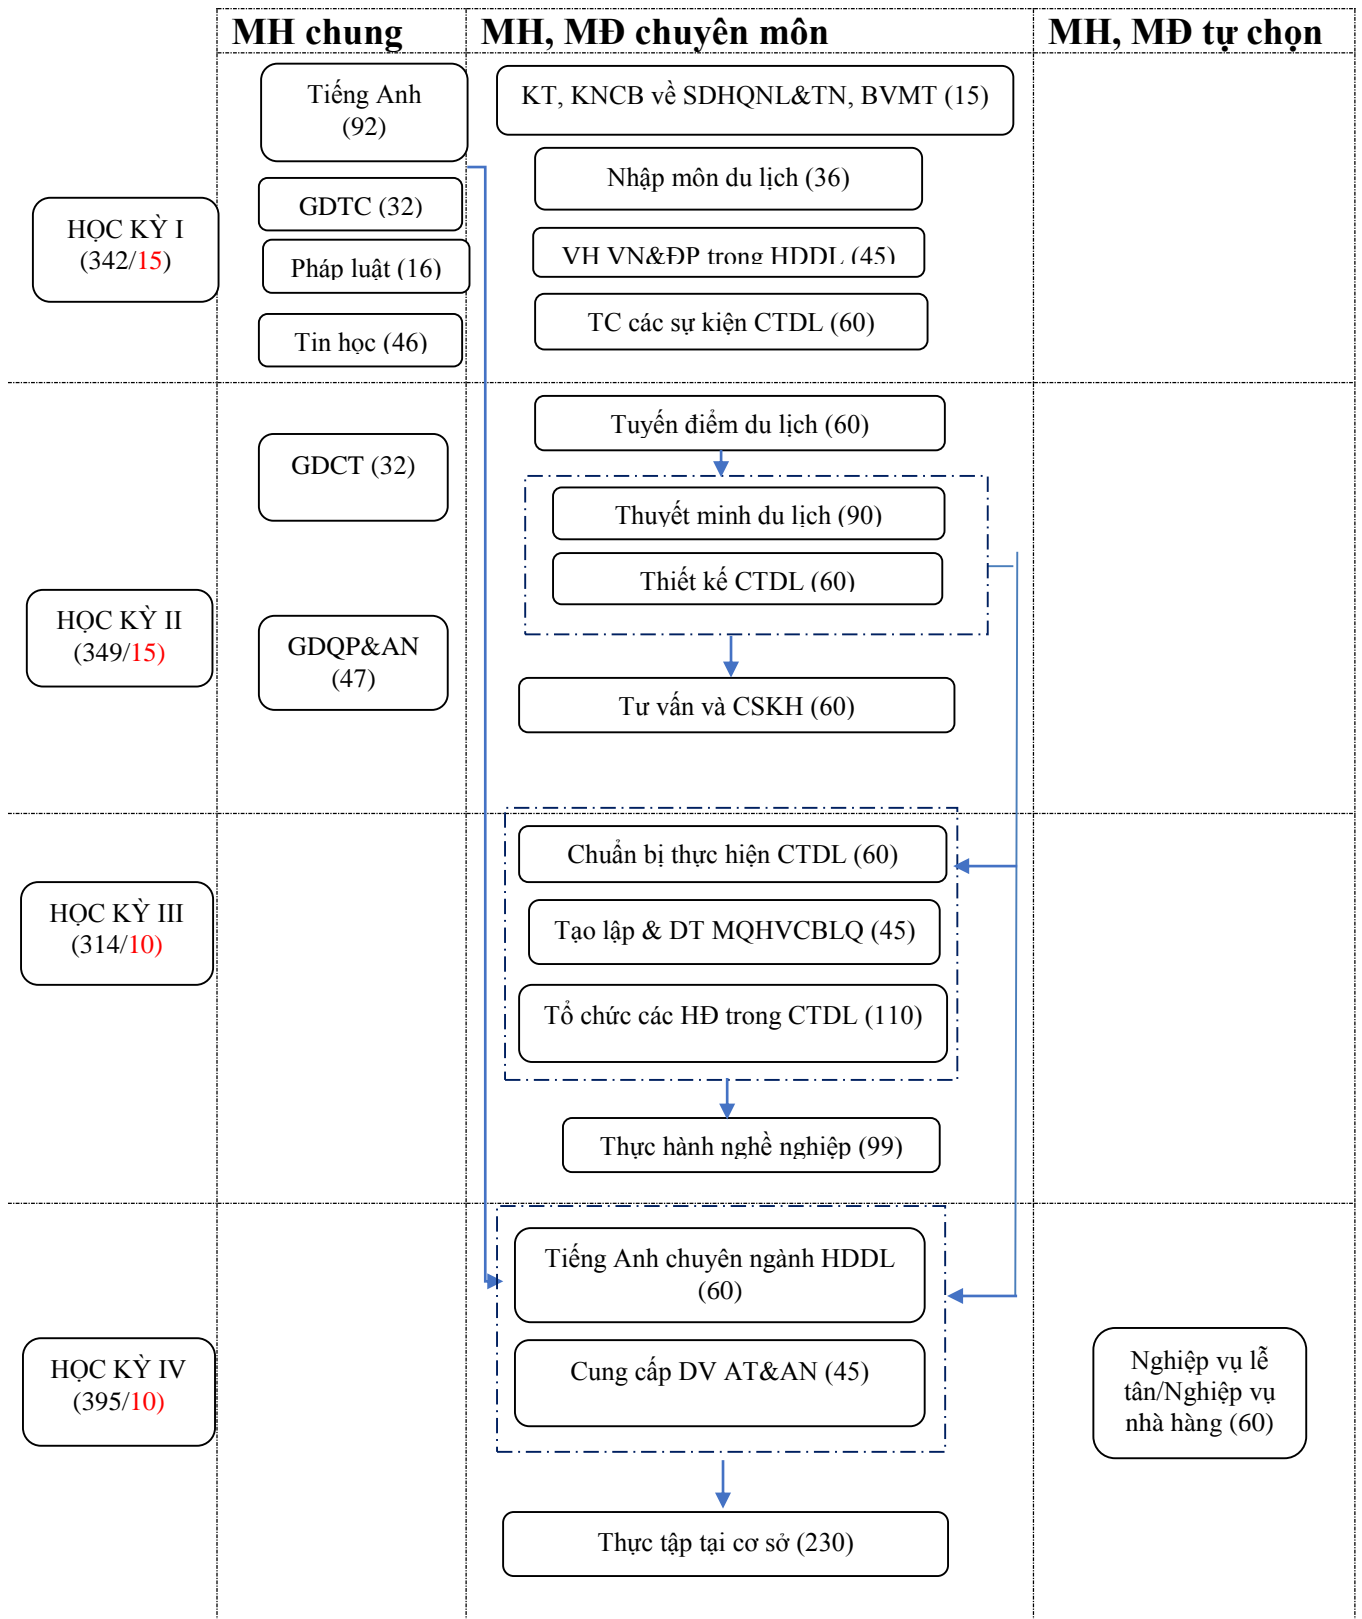 MH chung
MH, MĐ chuyên môn
MH, MĐ tự chọn
HỌC KỲ I
(342/15)
Tiếng Anh
(92)
GDTC (32)
Pháp luật (16)
Tin học (46)
KT, KNCB về SDHQNL&TN, BVMT (15)
Nhập môn du lịch (36)
VH VN&ĐP trong HDDL (45)
TC các sự kiện CTDL (60)
HỌC KỲ II
(349/15)
GDCT (32)
GDQP&AN
(47)
Tuyến điểm du lịch (60)
Thuyết minh du lịch (90)
Thiết kế CTDL (60)
Tư vấn và CSKH (60)
HỌC KỲ III
(314/10)
Chuẩn bị thực hiện CTDL (60)
Tạo lập & DT MQHVCBLQ (45)
Tổ chức các HĐ trong CTDL (110)
Thực hành nghề nghiệp (99)
HỌC KỲ IV
(395/10)
Tiếng Anh chuyên ngành HDDL
(60)
Cung cấp DV AT&AN (45)
Thực tập tại cơ sở (230)
Nghiệp vụ lễ
tân/Nghiệp vụ
nhà hàng (60)